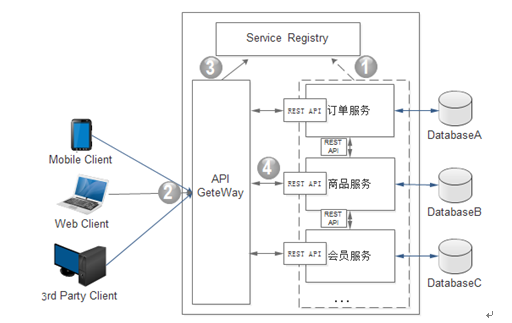 Service Registry
③
①
REST API
订单服务
DatabaseA
REST
API
Mobile Client
API
GeteWay
④
REST API
商品服务
DatabaseB
②
Web Client
REST
API
REST API
会员服务
DatabaseC
3rd Party Client
...